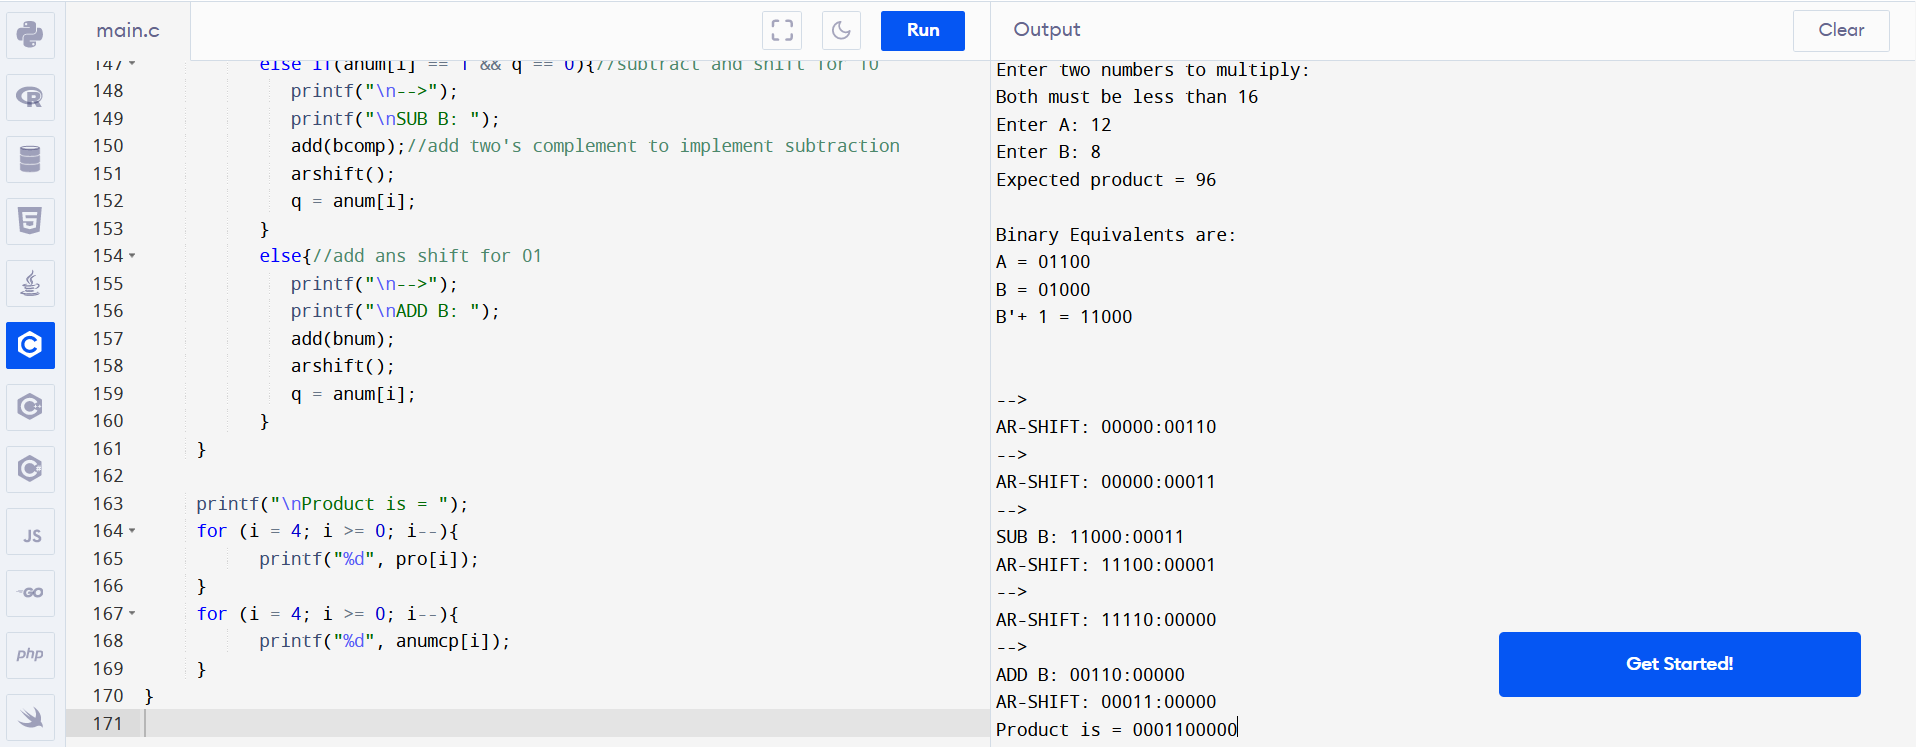 main.c
Run
Output
Clear
147 else if(anum[i] == 1 && q == 0){//subtract and shift for 10
148 printf("\n-->");
149 printf("\nSUB B: ");
150 add(bcomp);//add two's complement to implement subtraction
151 arshift();
152 q = anum[i];
153 }
154 else{//add ans shift for 01
155 printf("\n-->");
156 printf("\nADD B: ");
157 add(bnum);
158 arshift();
159 q = anum[i];
160 }
161 }
162
163 printf("\nProduct is = ");
164 for (i = 4; i >= 0; i--){
165 printf("%d", pro[i]);
166 }
167 for (i = 4; i >= 0; i--){
168 printf("%d", anumcp[i]);
169 }
170 }
171
Enter two numbers to multiply:
Both must be less than 16
Enter A: 12
Enter B: 8
Expected product = 96
Binary Equivalents are:
A = 01100
B = 01000
B'+ 1 = 11000
-->
AR-SHIFT: 00000:00110
-->
AR-SHIFT: 00000:00011
-->
SUB B: 11000:00011
AR-SHIFT: 11100:00001
-->
AR-SHIFT: 11110:00000
-->
ADD B: 00110:00000
AR-SHIFT: 00011:00000
Product is = 0001100000
Get Started!
R
5
C
C
C
JS
GO
php